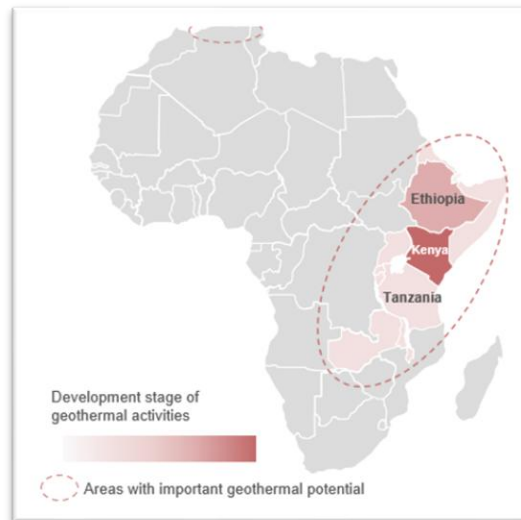 Ethiopia
Kenya
Tanzania
Development stage of
geothermal activities
Areas with important geothermal potential